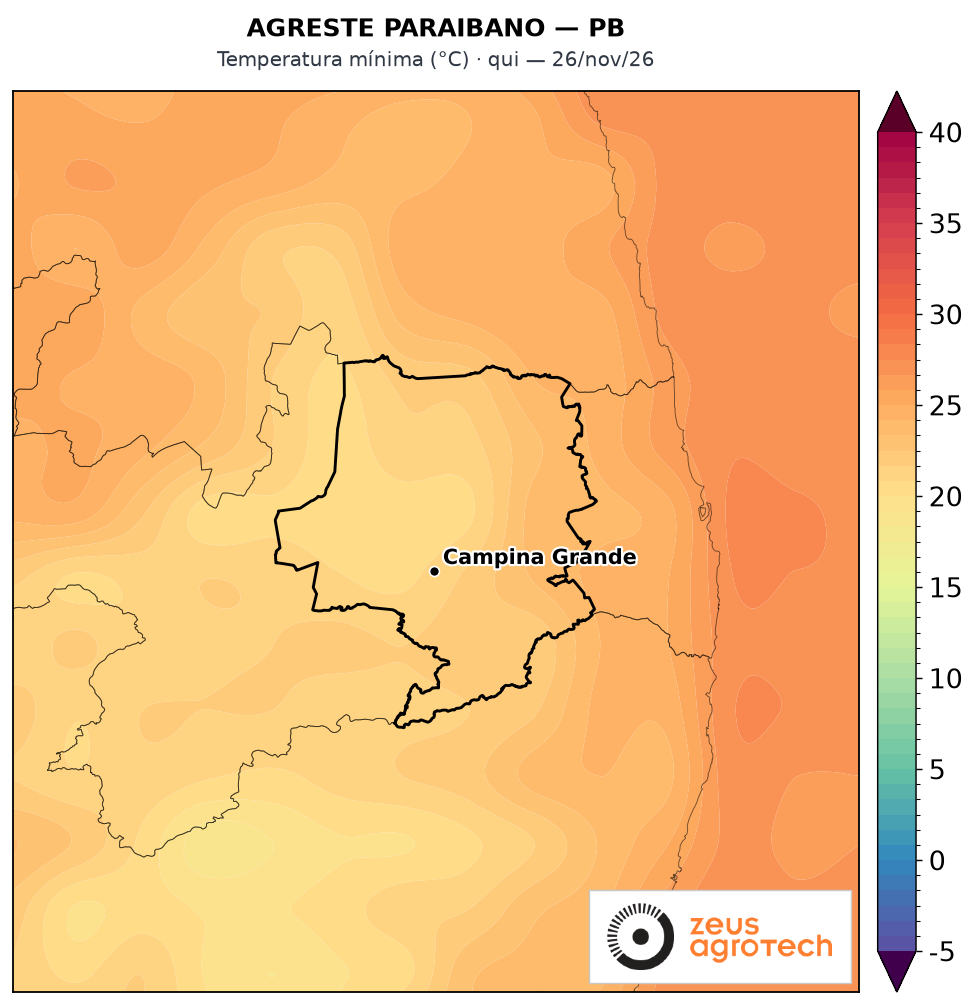 AGRESTE PARAIBANO — PB
Temperatura mínima (°C) · qui — 26/nov/26
40
35
30
25
20
15
10
5
0
-5
Campina Grande
zeus
agrotech